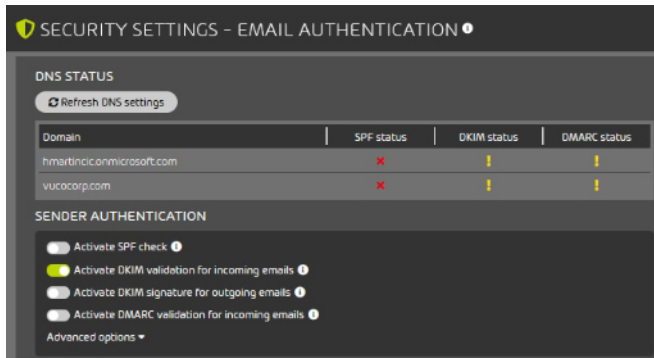 SECURITY SETTINGS - EMAIL AUTHENTICATION
DNS STATUS
Refresh DNS settings
Domain SPF status DKIM status DMARC status
hmartincic.onmicrosoft.com
vucocorp.com
SENDER AUTHENTICATION
Activate SPF check
Activate DKIM validation for incoming emails
Activate DKIM signature for outgoing emails
Activate DMARC validation for incoming emails
Advanced options